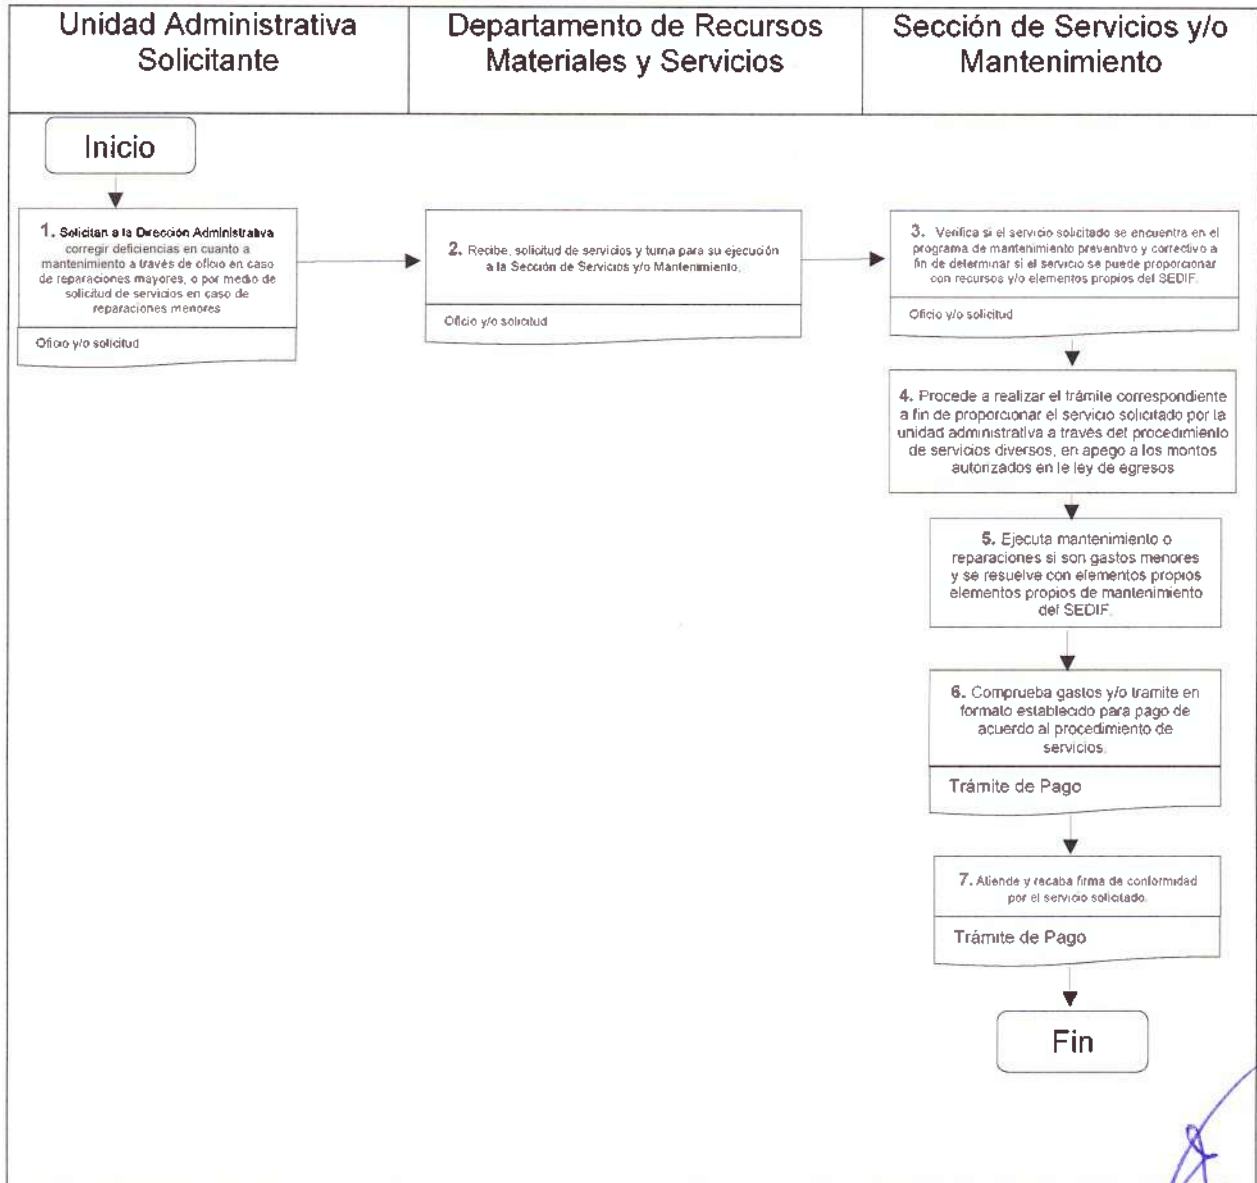 Unidad Administrativa
Solicitante
Departamento de Recursos
Materiales y Servicios
Sección de Servicios y/o
Mantenimiento
Inicio
1. Solicitan a la Dirección Administrativa
corregir deficiencias en cuanto a
mantenimiento a través de oficio en caso
de reparaciones mayores, o por medio de
solicitud de servicios en caso de
reparaciones menores
Oficio y/o solicitud
2. Recibe, solicitud de servicios y turna para su ejecución
a la Sección de Servicios y/o Mantenimiento.
Oficio y/o solicitud
3. Verifica si el servicio solicitado se encuentra en el
programa de mantenimiento preventivo y correctivo a
fin de determinar si el servicio se puede proporcionar
con recursos y/o elementos propios del SEDIF.
Oficio y/o solicitud
4. Procede a realizar el trámite correspondiente
a fin de proporcionar el servicio solicitado por la
unidad administrativa a través del procedimiento
de servicios diversos, en apego a los montos
autorizados en le ley de egresos
5. Ejecuta mantenimiento o
reparaciones si son gastos menores
y se resuelve con elementos propios
elementos propios de mantenimiento
del SEDIF.
6. Comprueba gastos y/o tramite en
formato establecido para pago de
acuerdo al procedimiento de
servicios.
Trámite de Pago
7. Atiende y recaba firma de conformidad
por el servicio solicitado.
Trámite de Pago
Fin